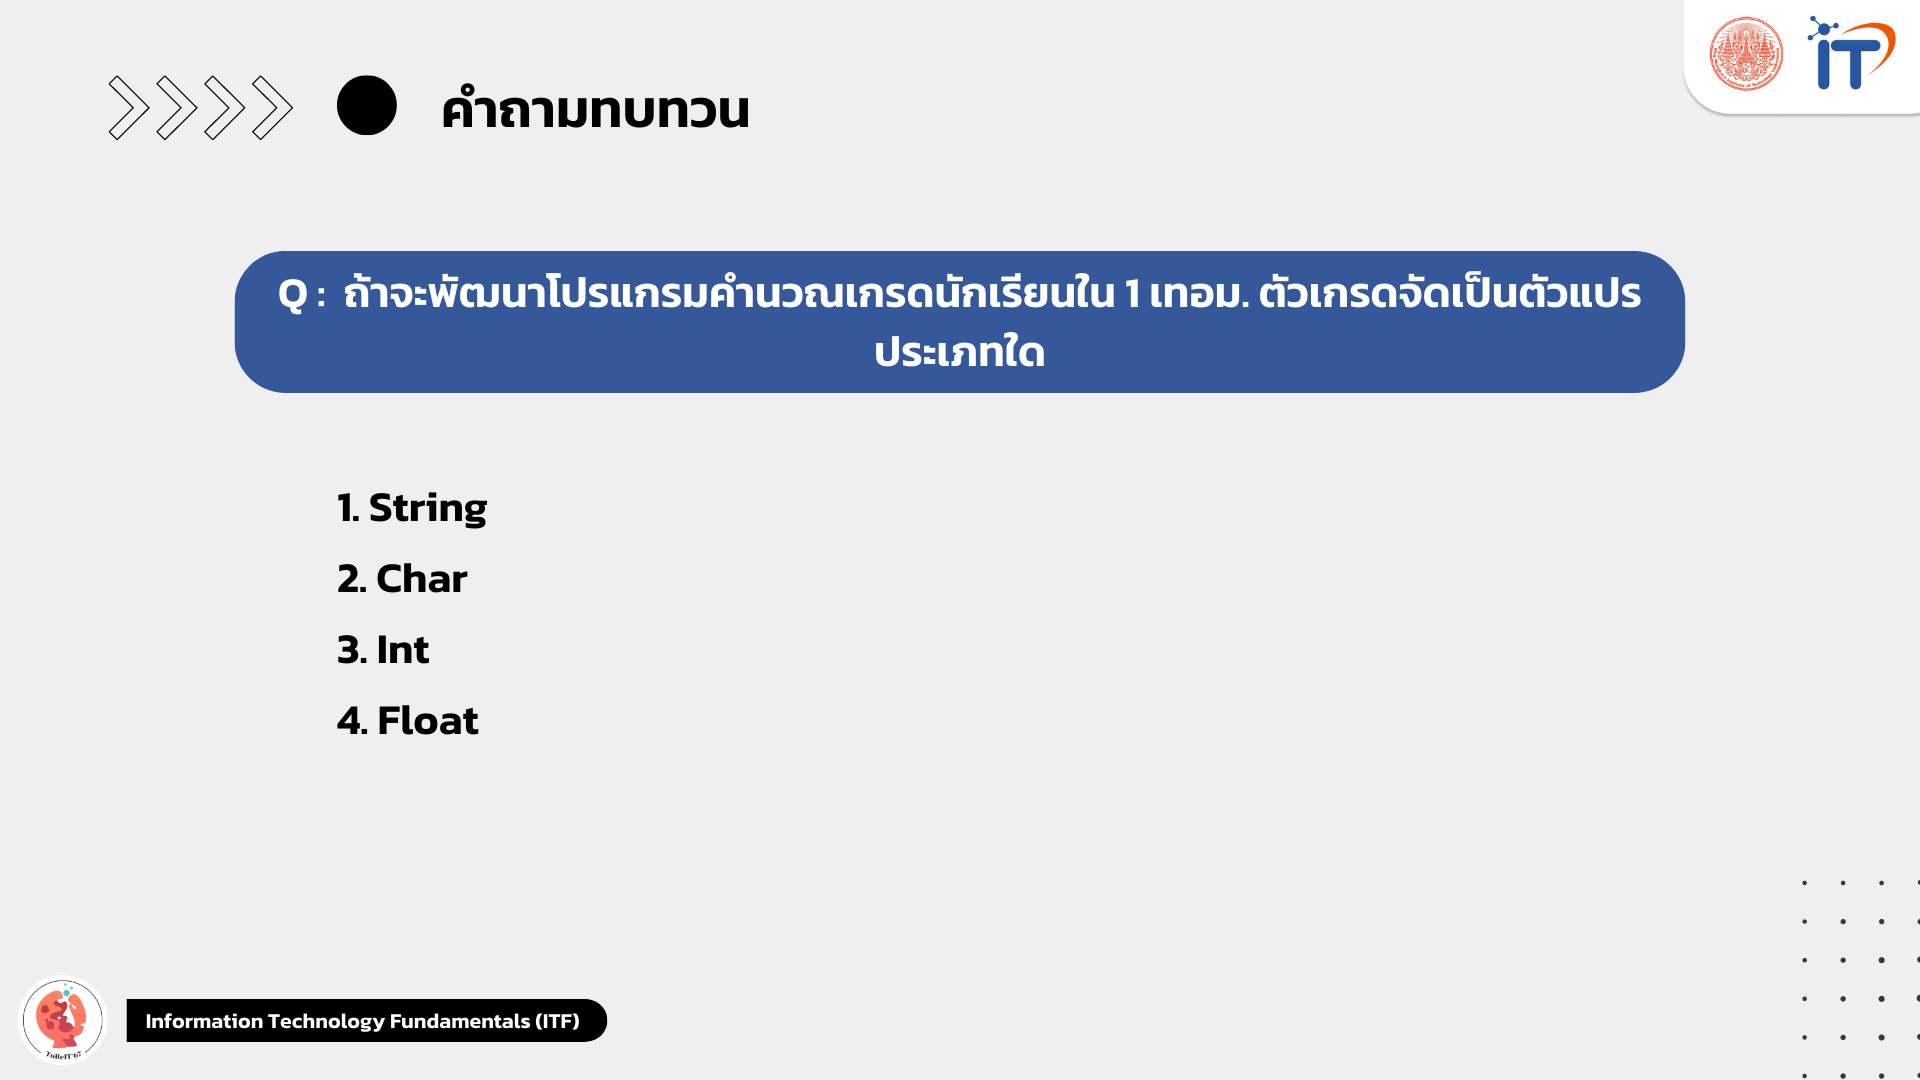 คำถามทบทวน
Q :  ถ้าจะพัฒนาโปรแกรมคำนวณเกรดนักเรียนใน 1 เทอม. ตัวเกรดจัดเป็นตัวแปร
ประเภทใด
1. String
2. Char
3. Int
4. Float
iT
ToBeIT'67
Information Technology Fundamentals (ITF)